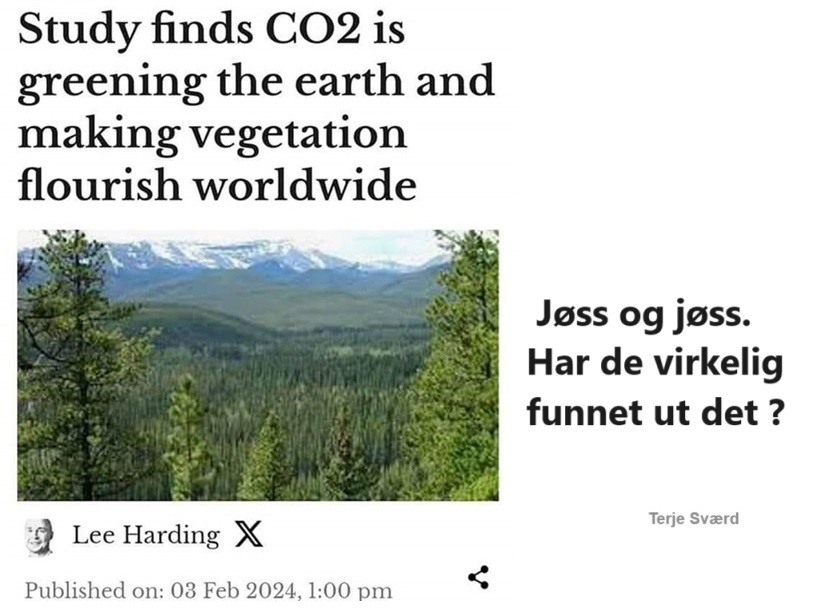 Study finds CO2 is
greening the earth and
making vegetation
flourish worldwide
Jøss og jøss.
Har de virkelig
funnet ut det ?
Terje Sværd
Lee Harding X
Published on: 03 Feb 2024, 1:00 pm